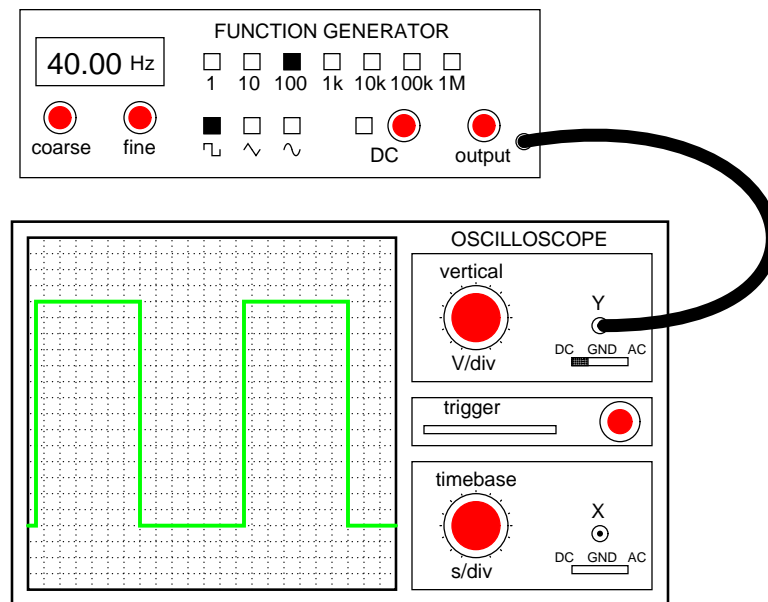 FUNCTION GENERATOR
40.00 Hz
1 10 100 1k 10k 100k 1M
coarse fine DC output
OSCILLOSCOPE
vertical
Y
DC GND AC
V/div
trigger
timebase
X
DC GND AC
s/div